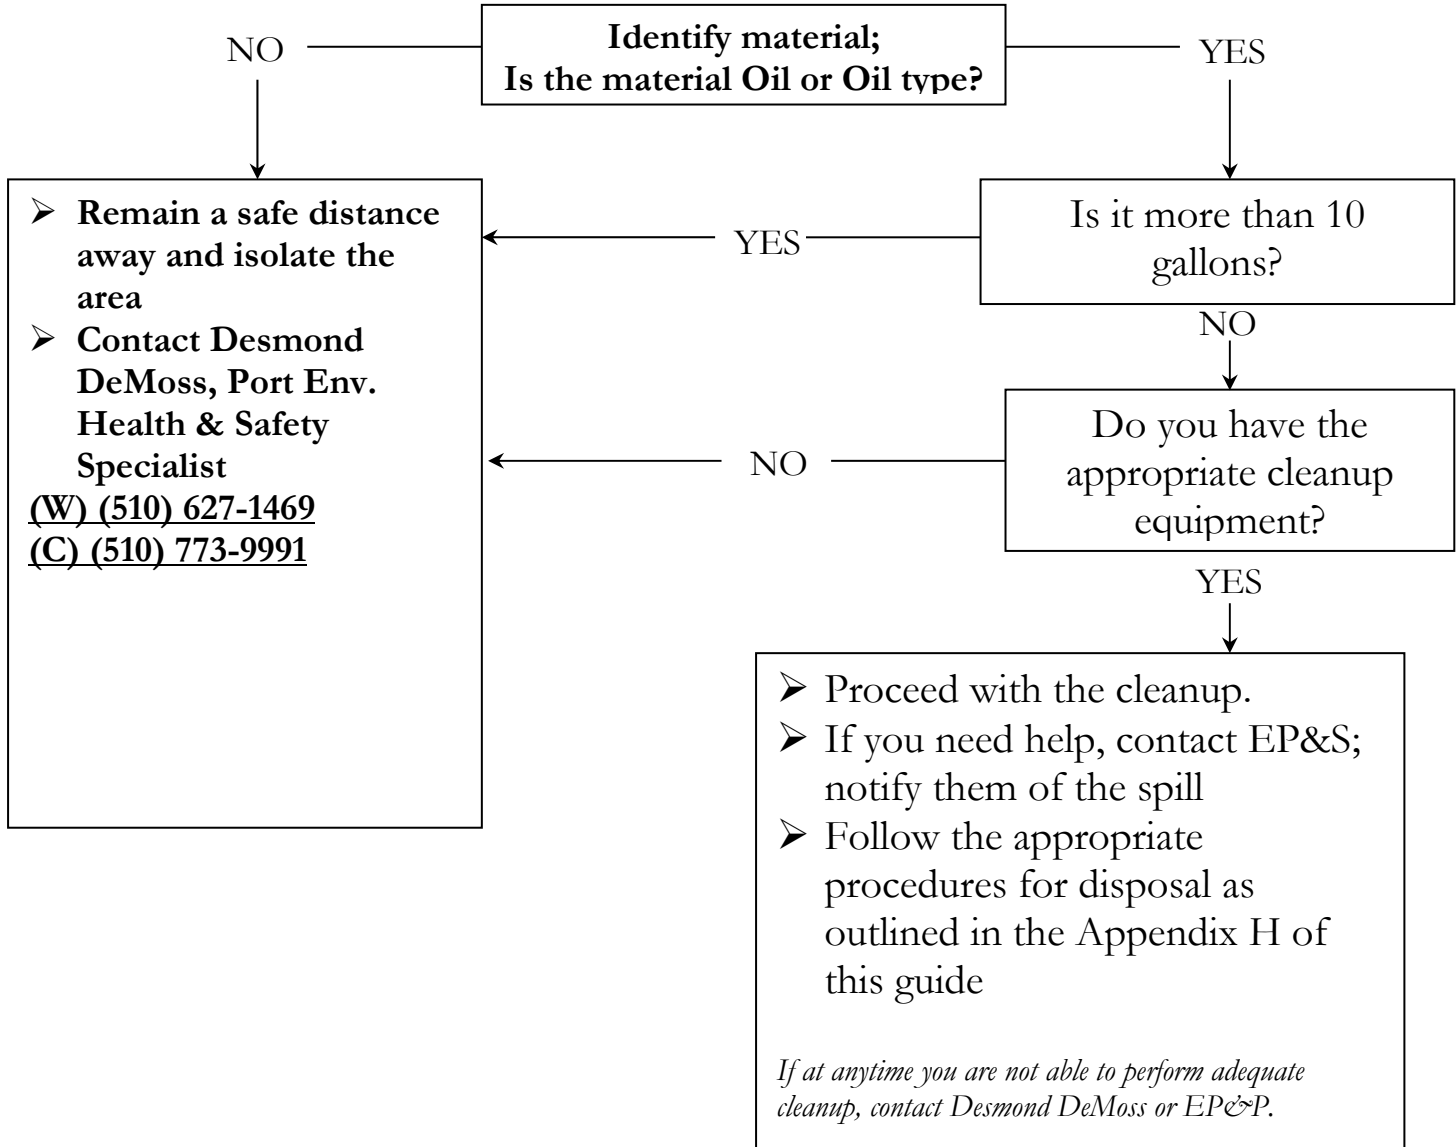 Identify material;
Is the material Oil or Oil type?
NO
YES
➢ Remain a safe distance
away and isolate the
area
➢ Contact Desmond
DeMoss, Port Env.
Health & Safety
Specialist
(W) (510) 627-1469
(C) (510) 773-9991
YES
Is it more than 10
gallons?
NO
NO
Do you have the
appropriate cleanup
equipment?
YES
➢ Proceed with the cleanup.
➢ If you need help, contact EP&S;
notify them of the spill
➢ Follow the appropriate
procedures for disposal as
outlined in the Appendix H of
this guide
If at anytime you are not able to perform adequate
cleanup, contact Desmond DeMoss or EP&P.